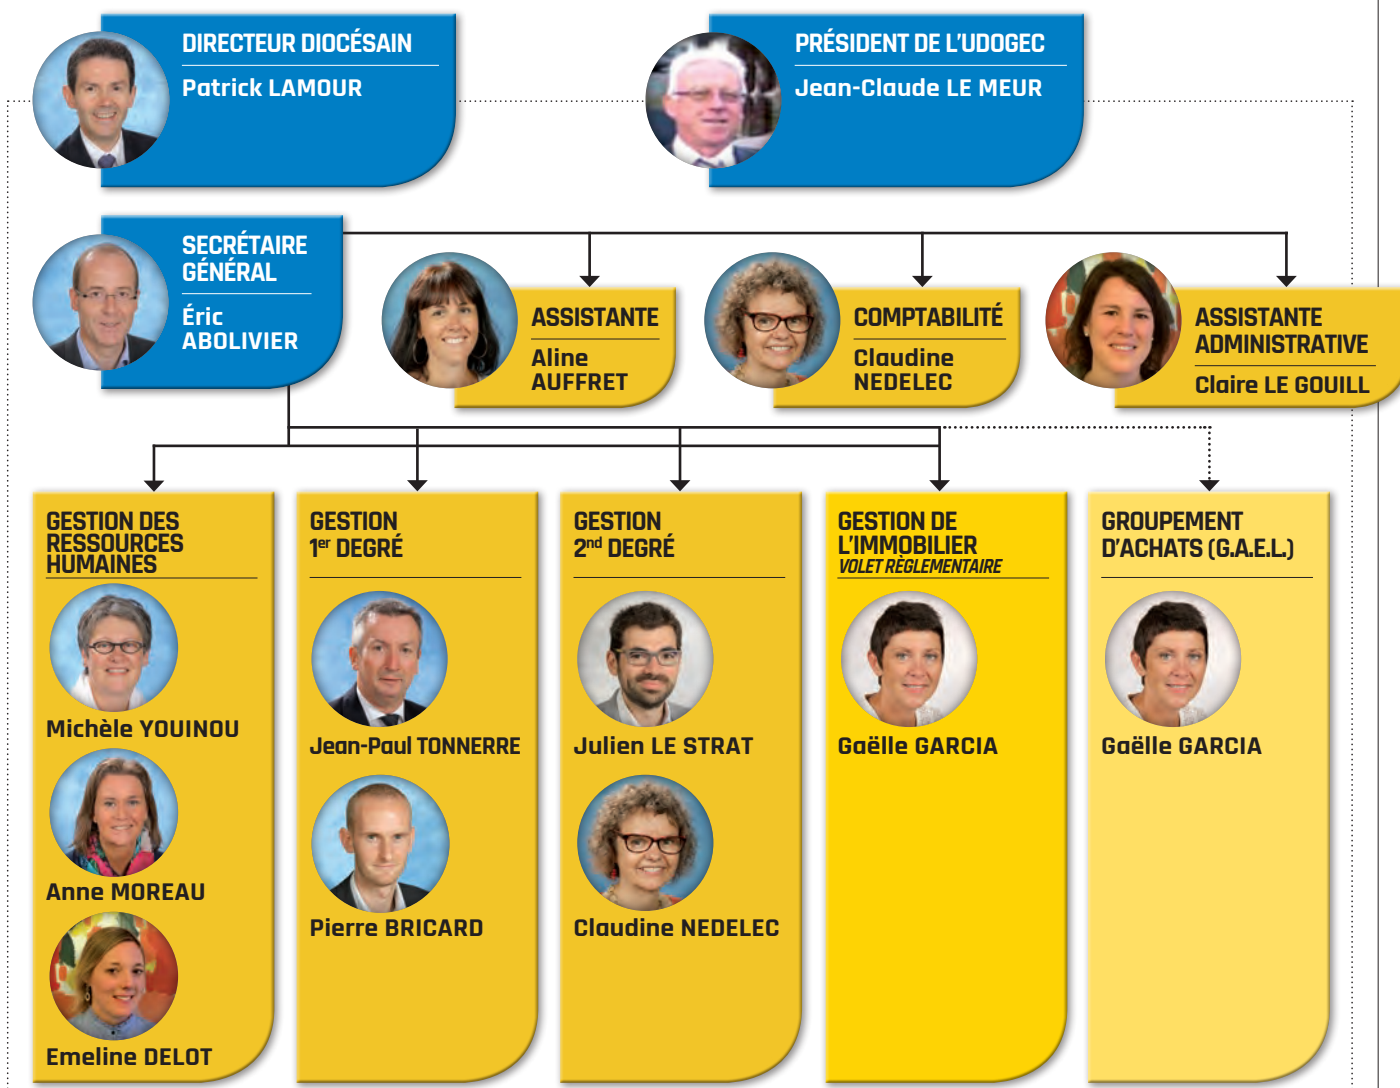 DIRECTEUR DIOCÉSAIN
Patrick LAMOUR
PRÉSIDENT DE L'UDOGEC
Jean-Claude LE MEUR
SECRÉTAIRE
GÉNÉRAL
Éric
ABOLIVIER
ASSISTANTE
Aline
AUFFRET
COMPTABILITÉ
Claudine
NEDELEC
ASSISTANTE
ADMINISTRATIVE
Claire LE GOUILL
GESTION DES
RESSOURCES
HUMAINES
Michèle YOUINOU
Anne MOREAU
Emeline DELOT
GESTION
1er DEGRÉ
Jean-Paul TONNERRE
Pierre BRICARD
GESTION
2nd DEGRÉ
Julien LE STRAT
Claudine NEDELEC
GESTION DE
L'IMMOBILIER
VOLET RÈGLEMENTAIRE
Gaëlle GARCIA
GROUPEMENT
D'ACHATS (G.A.E.L.)
Gaëlle GARCIA